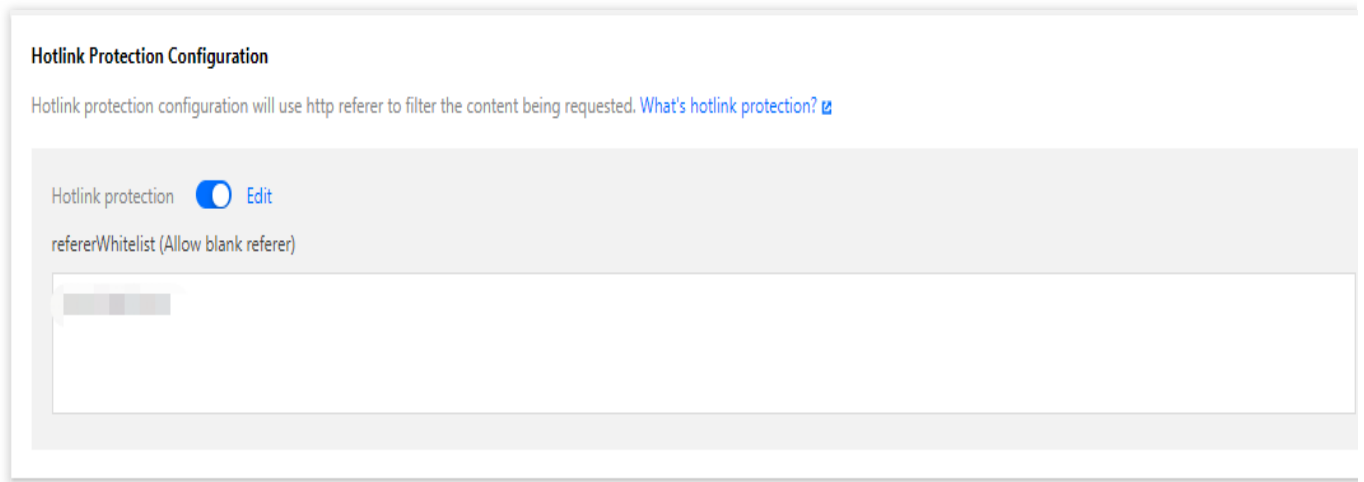 Hotlink Protection Configuration
Hotlink protection configuration will use http referer to filter the content being requested. What's hotlink protection?
Hotlink protection Edit
refererWhitelist (Allow blank referer)